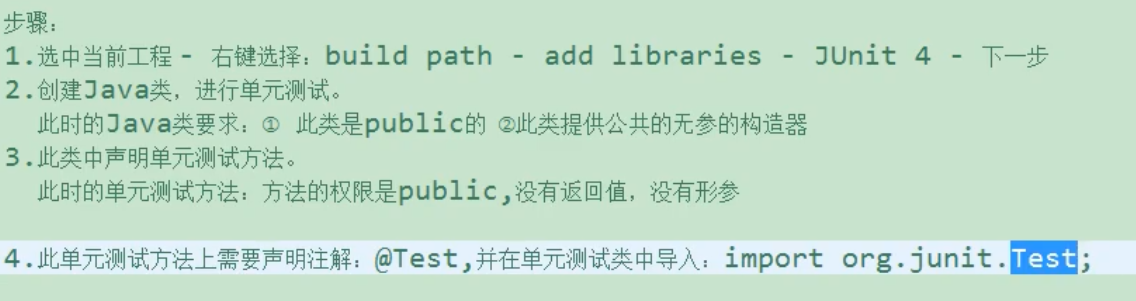 步骤：
1.选中当前工程 - 右键选择：build path - add libraries - JUnit 4 - 下一步
2.创建Java类，进行单元测试。
此时的Java类要求：① 此类是public的 ②此类提供公共的无参的构造器
3.此类中声明单元测试方法。
此时的单元测试方法：方法的权限是public,没有返回值，没有形参
4.此单元测试方法上需要声明注解：@Test,并在单元测试类中导入：import org.junit.Test;